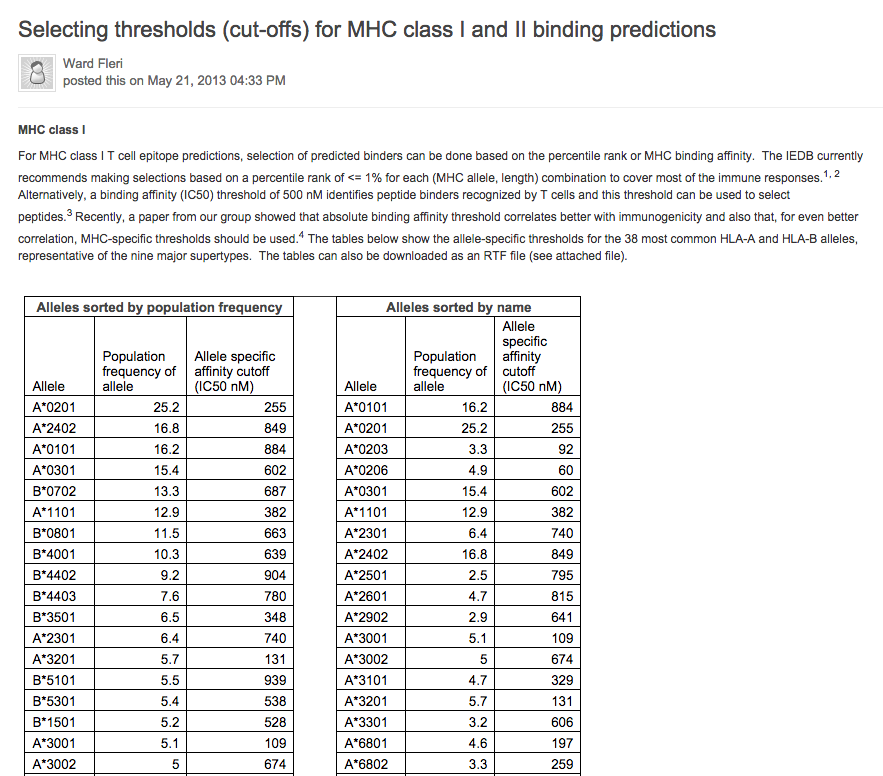 Selecting thresholds (cut-offs) for MHC class I and II binding predictions
Ward Fleri
posted this on May 21, 2013 04:33 PM
MHC class I
For MHC class I T cell epitope predictions, selection of predicted binders can be done based on the percentile rank or MHC binding affinity.  The IEDB currently
recommends making selections based on a percentile rank of <= 1% for each (MHC allele, length) combination to cover most of the immune responses.1, 2
Alternatively, a binding affinity (IC50) threshold of 500 nM identifies peptide binders recognized by T cells and this threshold can be used to select
peptides.3 Recently, a paper from our group showed that absolute binding affinity threshold correlates better with immunogenicity and also that, for even better
correlation, MHC-specific thresholds should be used.4 The tables below show the allele-specific thresholds for the 38 most common HLA-A and HLA-B alleles,
representative of the nine major supertypes.  The tables can also be downloaded as an RTF file (see attached file).
Alleles sorted by population frequency
Allele
Population
frequency of
allele
Allele specific
affinity cutoff
(IC50 nM)
A*0201 25.2 255
A*2402 16.8 849
A*0101 16.2 884
A*0301 15.4 602
B*0702 13.3 687
A*1101 12.9 382
B*0801 11.5 663
B*4001 10.3 639
B*4402 9.2 904
B*4403 7.6 780
B*3501 6.5 348
A*2301 6.4 740
A*3201 5.7 131
B*5101 5.5 939
B*5301 5.4 538
B*1501 5.2 528
A*3001 5.1 109
A*3002 5 674
Alleles sorted by name
Allele
Population
frequency of
allele
Allele
specific
affinity
cutoff
(IC50 nM)
A*0101 16.2 884
A*0201 25.2 255
A*0203 3.3 92
A*0206 4.9 60
A*0301 15.4 602
A*1101 12.9 382
A*2301 6.4 740
A*2402 16.8 849
A*2501 2.5 795
A*2601 4.7 815
A*2902 2.9 641
A*3001 5.1 109
A*3002 5 674
A*3101 4.7 329
A*3201 5.7 131
A*3301 3.2 606
A*6801 4.6 197
A*6802 3.3 259